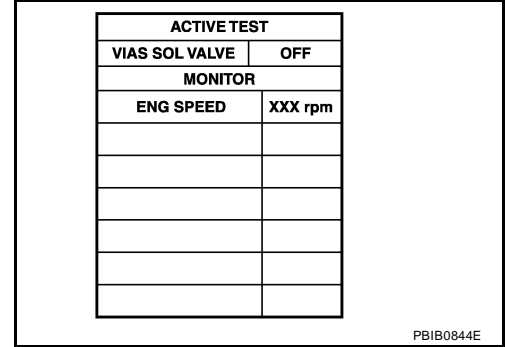 ACTIVE TEST
VIAS SOL VALVE OFF
MONITOR
ENG SPEED XXX rpm
PBIB0844E